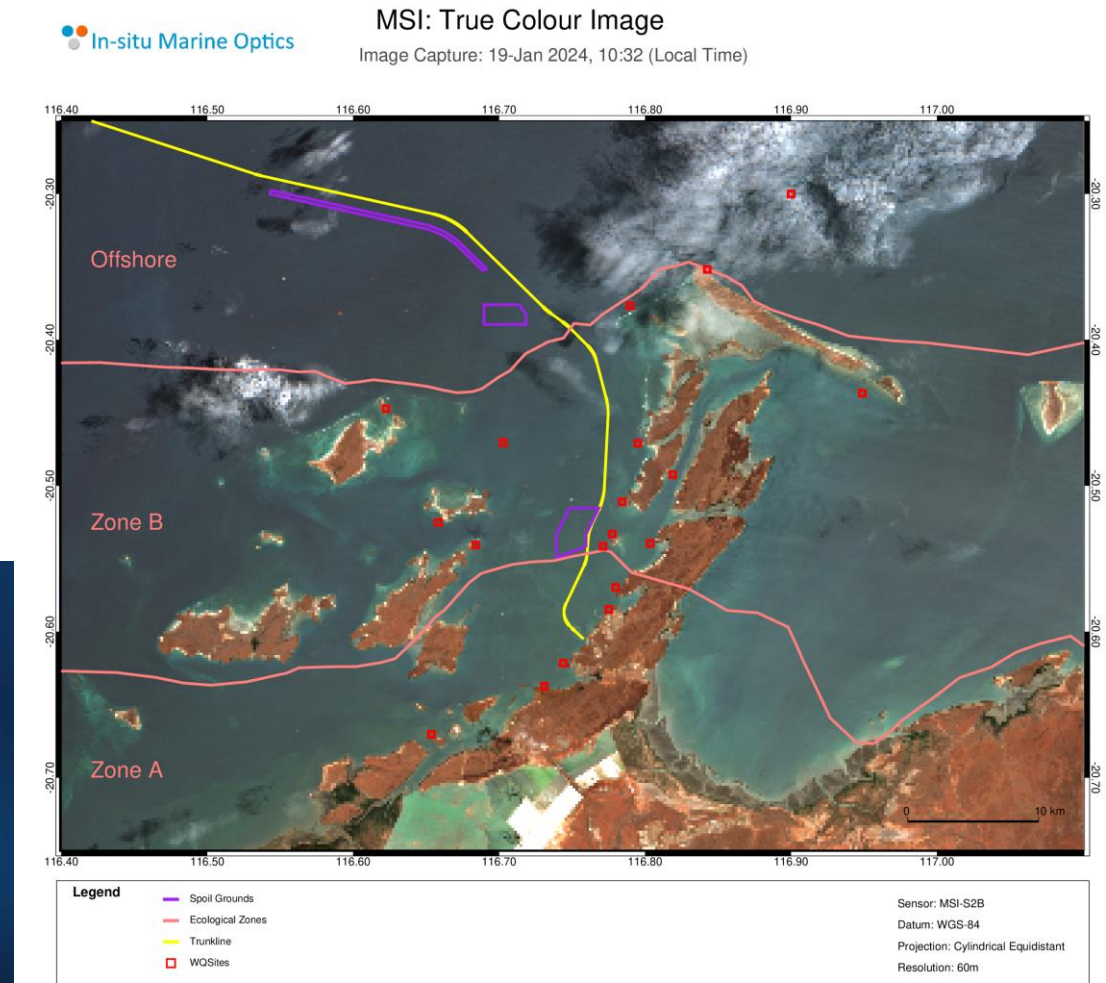 MSI: True Colour Image
In-situ Marine Optics
Image Capture: 19-Jan 2024, 10:32 (Local Time)
116.40 116.50 116.60 116.70 116.80 116.90 117.00
-20.30 -20.30
Offshore
-20.40 -20.40
-20.50 -20.50
Zone B
-20.60 -20.60
Zone A
-20.70 -20.70
0 10 km
116.40 116.50 116.60 116.70 116.80 116.90 117.00
Legend
Spoil Grounds
Ecological Zones
Trunkline
WQSites
Sensor: MSI-S2B
Datum: WGS-84
Projection: Cylindrical Equidistant
Resolution: 60m